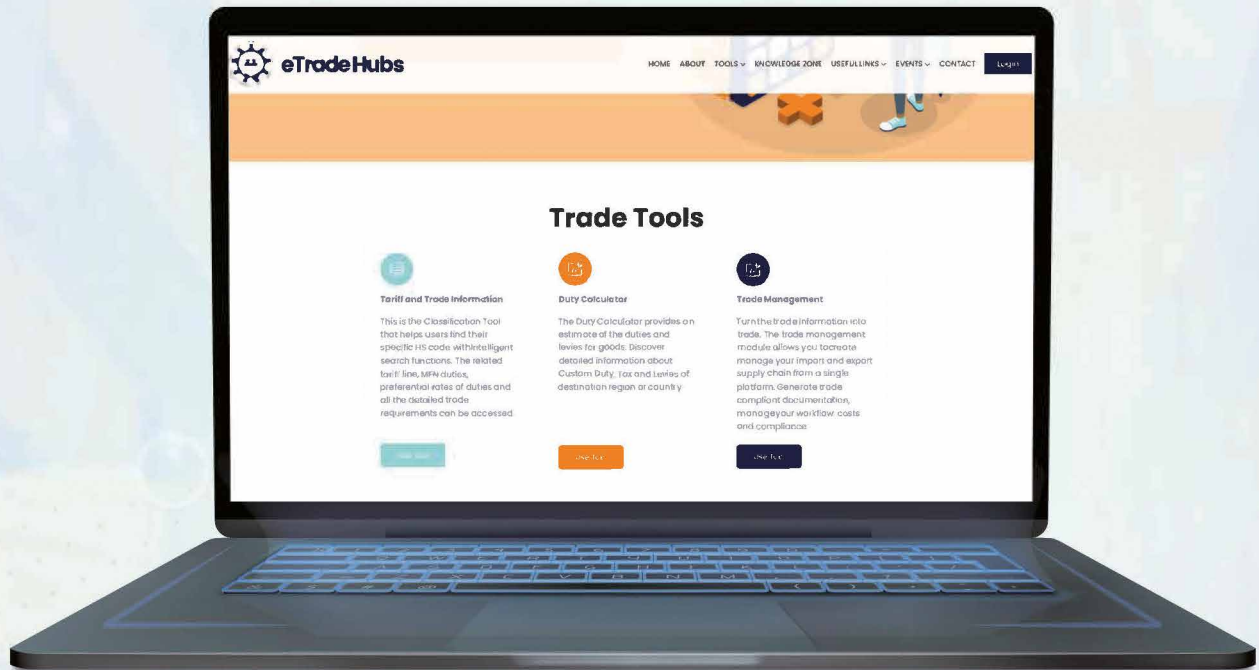 eTradeHubs
HOME ABOUT TOOLS KNOWLEDGE ZONE USEFUL LINKS EVENTS CONTACT Login
Trade Tools
Tariff and Trade Information
This is the Classification Tool
that helps users find their
specific HS code withintelligent
search functions. The related
tariff line, MFN duties,
preferential rates of duties and
all the detailed trade
requirements can be accessed
Duty Calculator
The Duty Calculator provides an
estimate of the duties and
levies for goods. Discover
detailed information about
Custom Duty, Tax and Levies of
destination region or country
Trade Management
Turn the trade information into
trade. The trade management
module allows you tocreate
manage your import and export
supply chain from a single
platform. Generate trade
compliant documentation,
manageyour workflow costs
and compliance